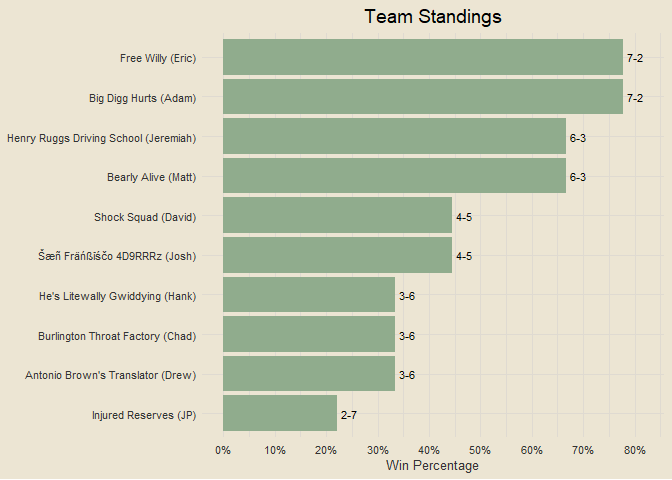 Team Standings
Free Willy (Eric)
7-2
Big Digg Hurts (Adam)
7-2
Henry Ruggs Driving School (Jeremiah)
6-3
Bearly Alive (Matt)
6-3
Shock Squad (David)
4-5
Šæñ Fráńßïśčo 4D9RRRz (Josh)
4-5
He's Litewally Gwiddying (Hank)
3-6
Burlington Throat Factory (Chad)
3-6
Antonio Brown's Translator (Drew)
3-6
Injured Reserves (JP)
2-7
0% 10% 20% 30% 40% 50% 60% 70% 80%
Win Percentage